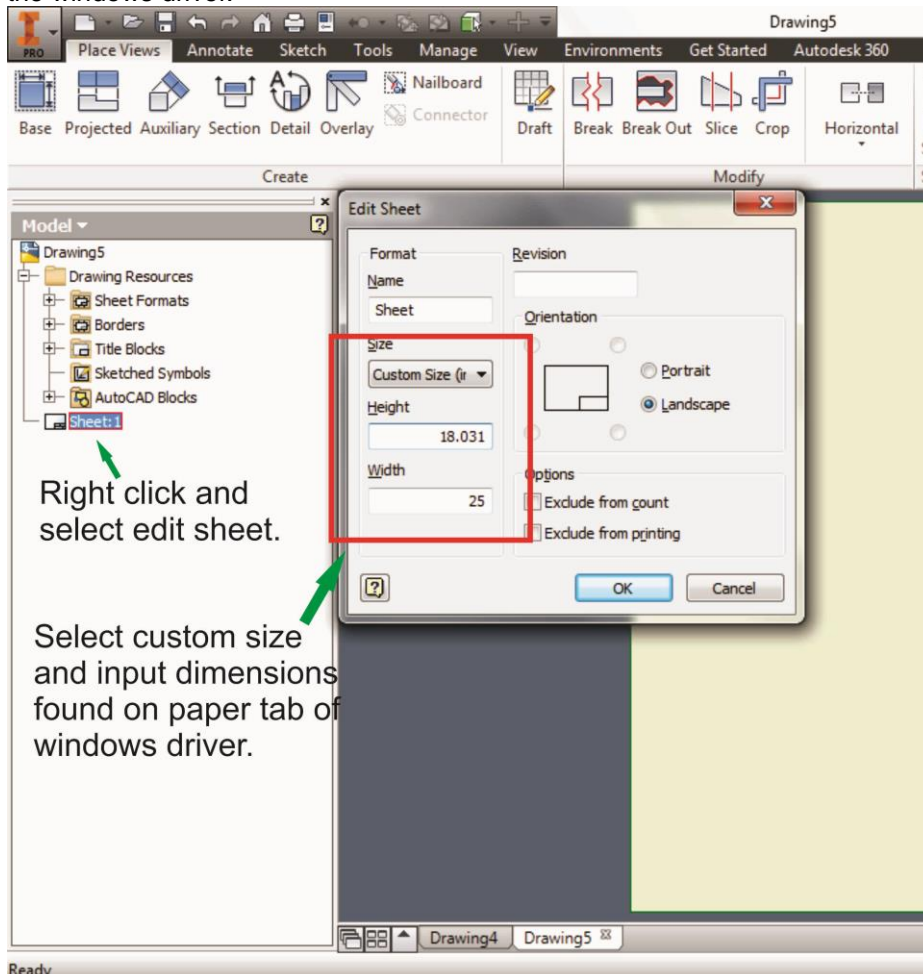 the windows driver.
Drawing5
PRO Place Views Annotate Sketch Tools Manage View Environments Get Started Autodesk 360
Nailboard
Connector
Base Projected Auxiliary Section Detail Overlay Draft Break Break Out Slice Crop Horizontal
Create Modify
Model
Drawing5
Drawing Resources
Sheet Formats
Borders
Title Blocks
Sketched Symbols
AutoCAD Blocks
Sheet:1
Right click and
select edit sheet.
Select custom size
and input dimensions
found on paper tab of
windows driver.
Edit Sheet
Format
Name
Sheet
Size
Custom Size (ir
Height
18.031
Width
25
Revision
Orientation
Portrait
Landscape
Options
Exclude from count
Exclude from printing
OK Cancel
Drawing4 Drawing5
Ready